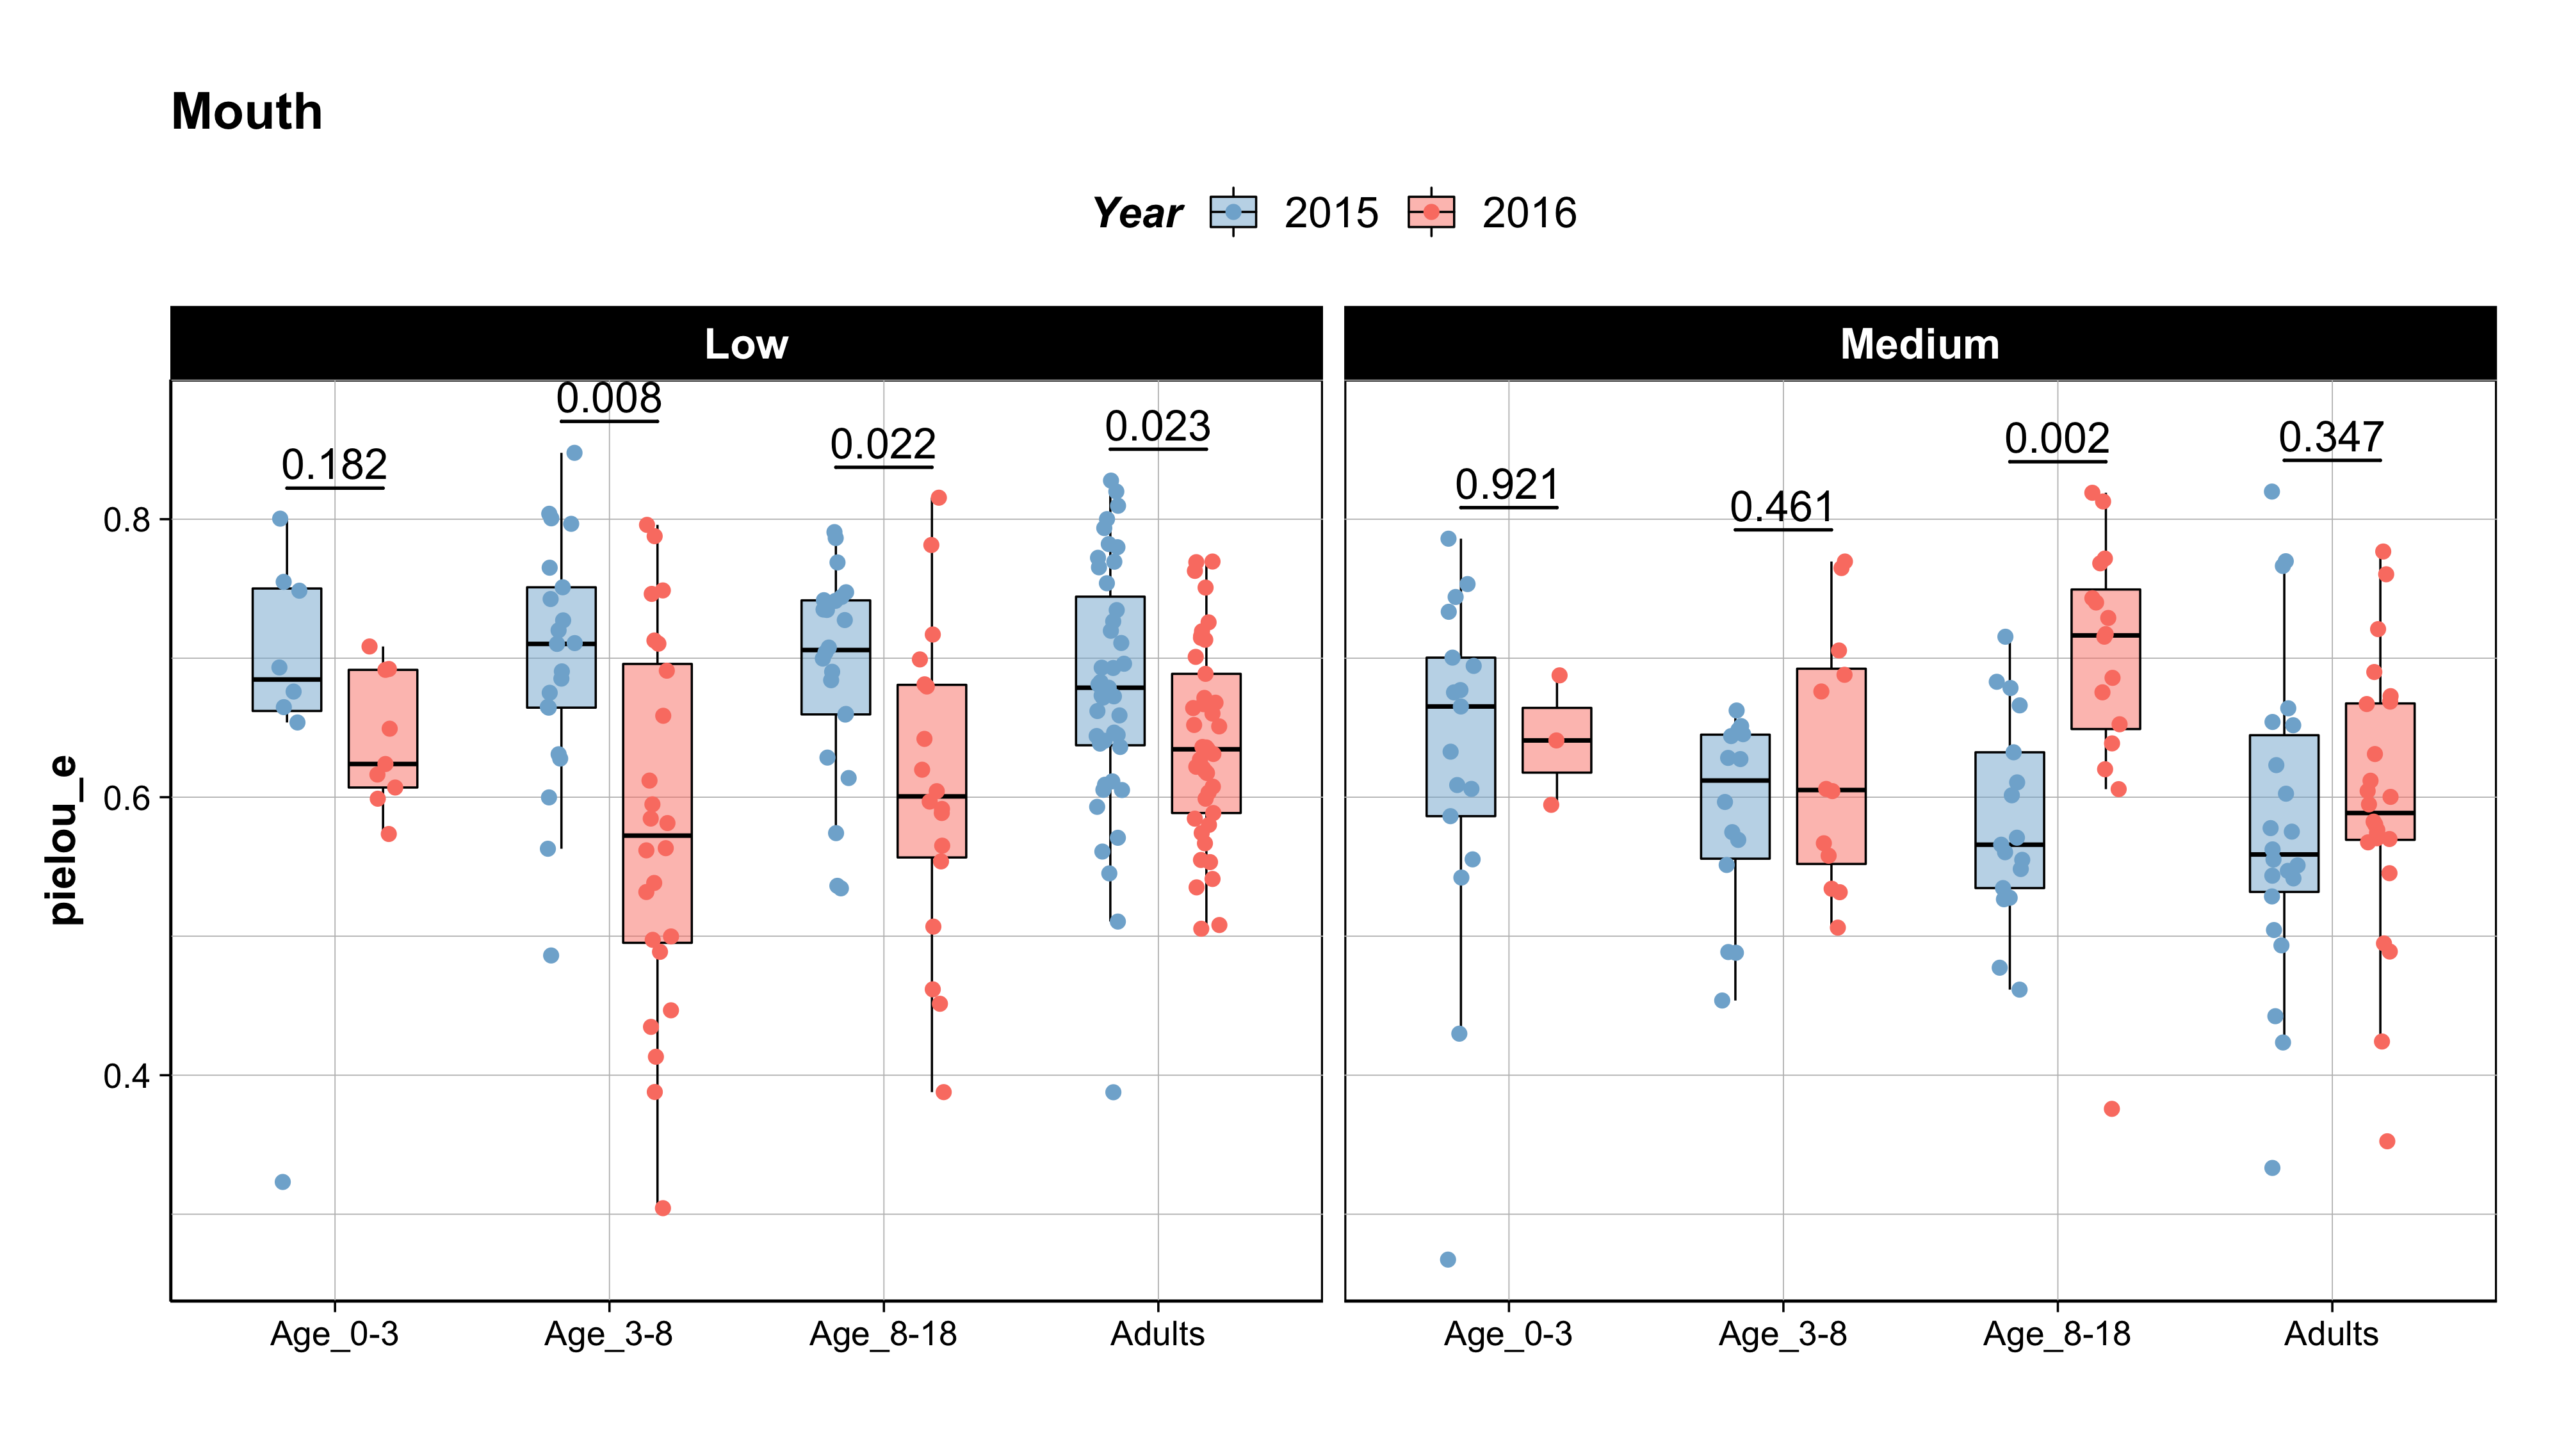 Mouth
Year 2015 2016
Low Medium
0.182 0.008 0.022 0.023 0.921 0.461 0.002 0.347
pielou_e
0.8
0.6
0.4
Age_0-3 Age_3-8 Age_8-18 Adults Age_0-3 Age_3-8 Age_8-18 Adults